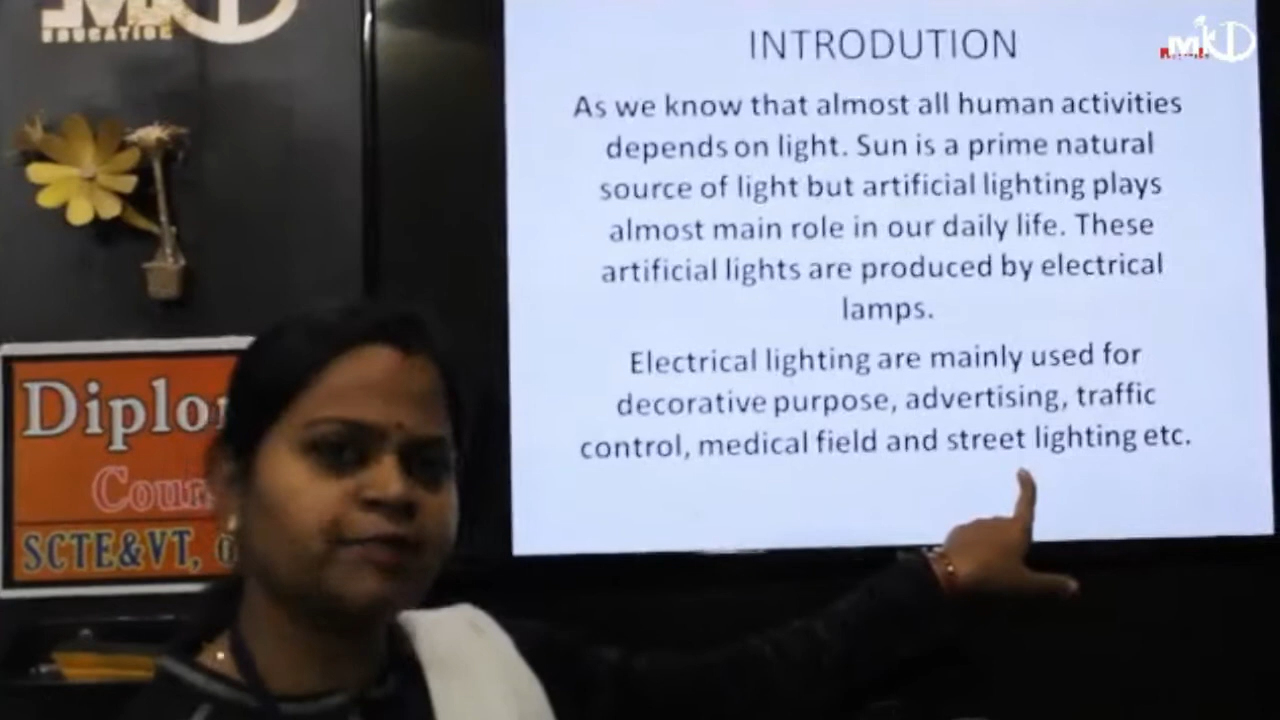 EDUCATION
INTRODUTION
As we know that almost all human activities
depends on light. Sun is a prime natural
source of light but artificial lighting plays
almost main role in our daily life. These
artificial lights are produced by electrical
lamps.
Electrical lighting are mainly used for
decorative purpose, advertising, traffic
control, medical field and street lighting etc.
SCTE&VT,